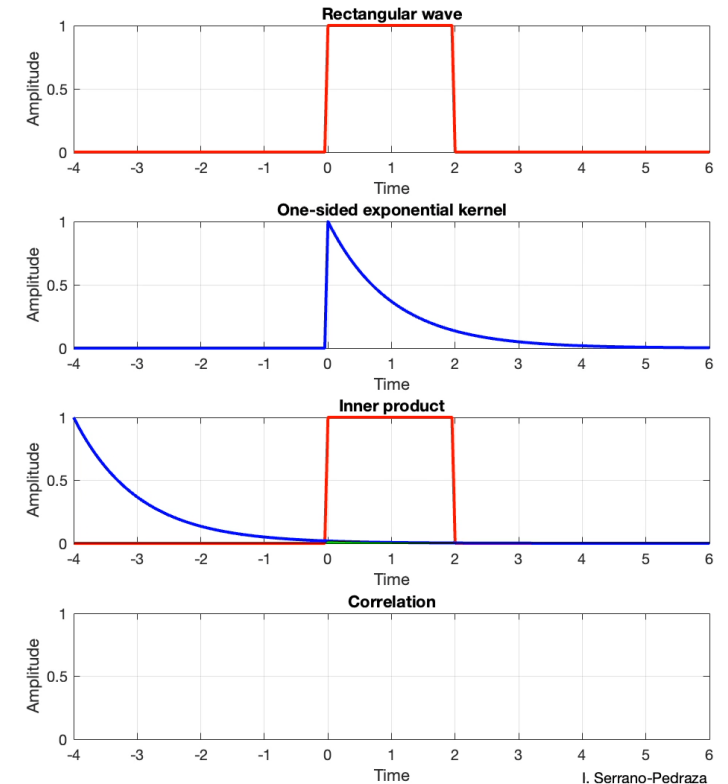 Rectangular wave
1
0.5
0
Amplitude
-4 -3 -2 -1 0 1 2 3 4 5 6
Time
One-sided exponential kernel
1
0.5
0
Amplitude
-4 -3 -2 -1 0 1 2 3 4 5 6
Time
Inner product
1
0.5
0
Amplitude
-4 -3 -2 -1 0 1 2 3 4 5 6
Time
Correlation
1
0.5
0
Amplitude
-4 -3 -2 -1 0 1 2 3 4 5 6
Time
I. Serrano-Pedraza